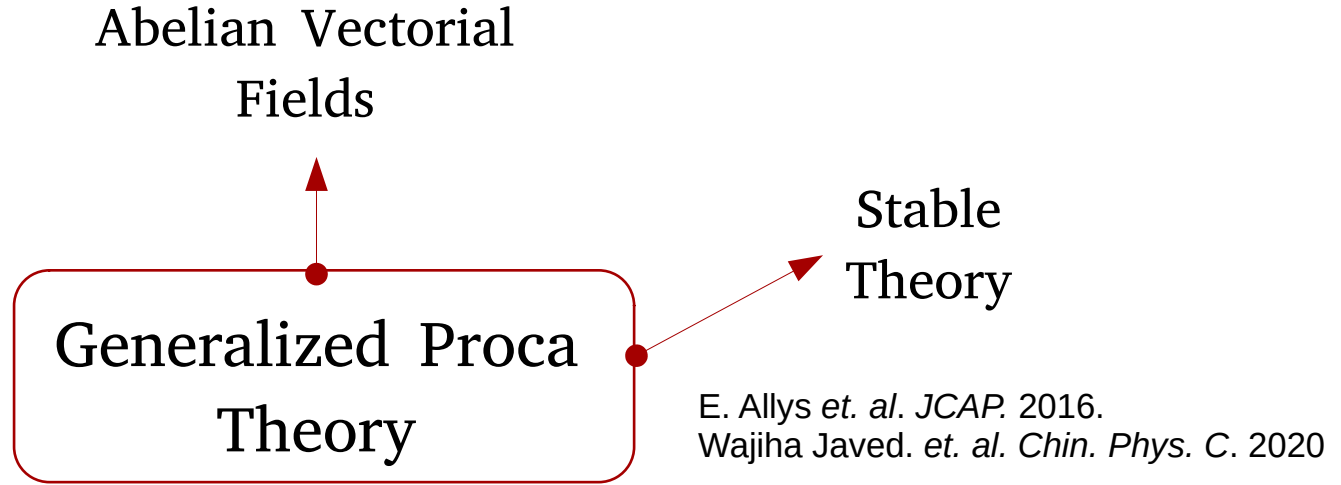 Abelian Vectorial
Fields
Stable
Theory
Generalized Proca
Theory
E. Allys et. al. JCAP. 2016.
Wajiha Javed. et. al. Chin. Phys. C. 2020